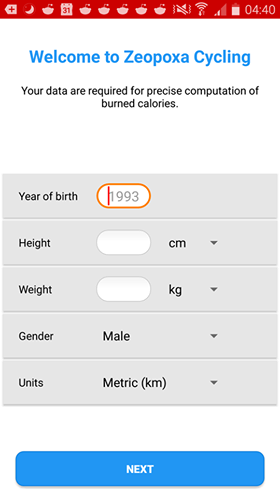 31 04:40
Welcome to Zeopoxa Cycling
Your data are required for precise computation of
burned calories.
Year of birth 1993
Height cm
Weight kg
Gender Male
Units Metric (km)
NEXT